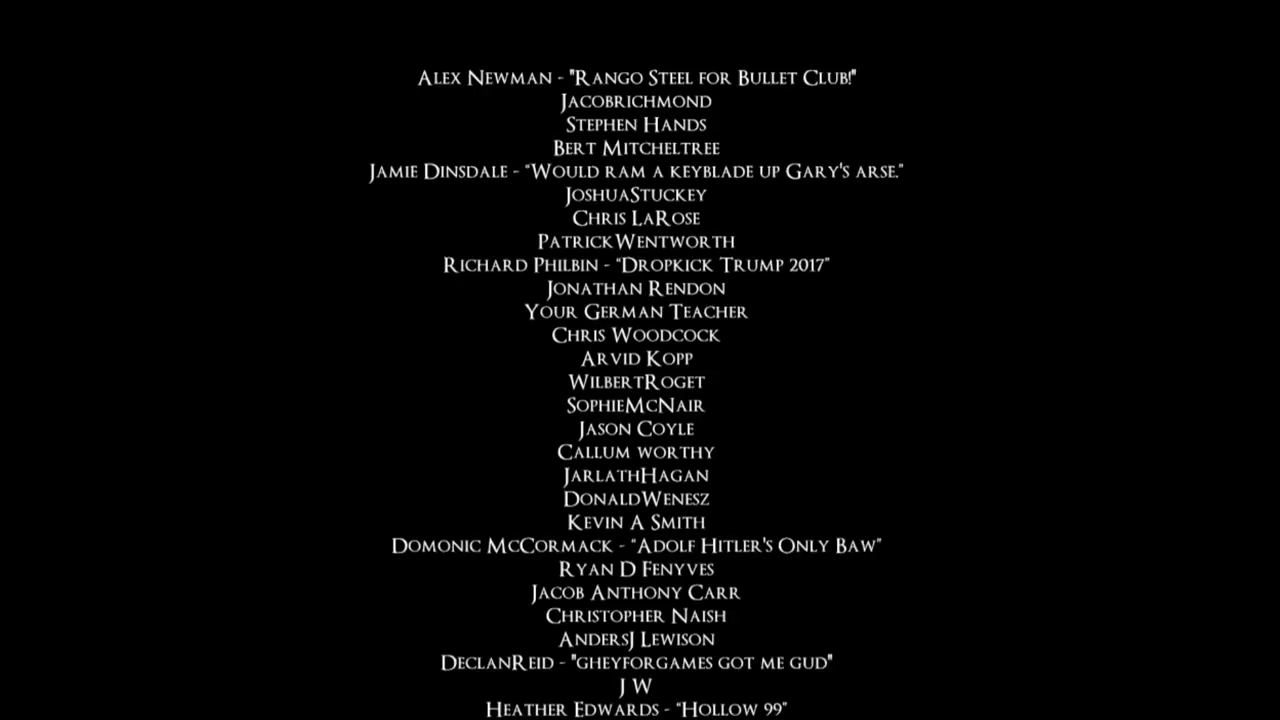 Alex Newman - "Rango Steel for Bullet Club!"
Jacobrichmond
Stephen Hands
Bert Mitcheltree
Jamie Dinsdale - “Would ram a keyblade up Gary's arse.”
JoshuaStuckey
Chris LaRose
PatrickWentworth
Richard Philbin - “Dropkick Trump 2017”
Jonathan Rendon
Your German Teacher
Chris Woodcock
Arvid Kopp
WilbertRoget
SophieMcNair
Jason Coyle
Callum worthy
JarlathHagan
DonaldWenesz
Kevin A Smith
Domonic McCormack - “Adolf Hitler's Only Baw”
Ryan D Fenyves
Jacob Anthony Carr
Christopher Naish
AndersJ Lewison
DeclanReid - "gheyforgames got me gud"
J W
Heather Edwards - “Hollow 99”